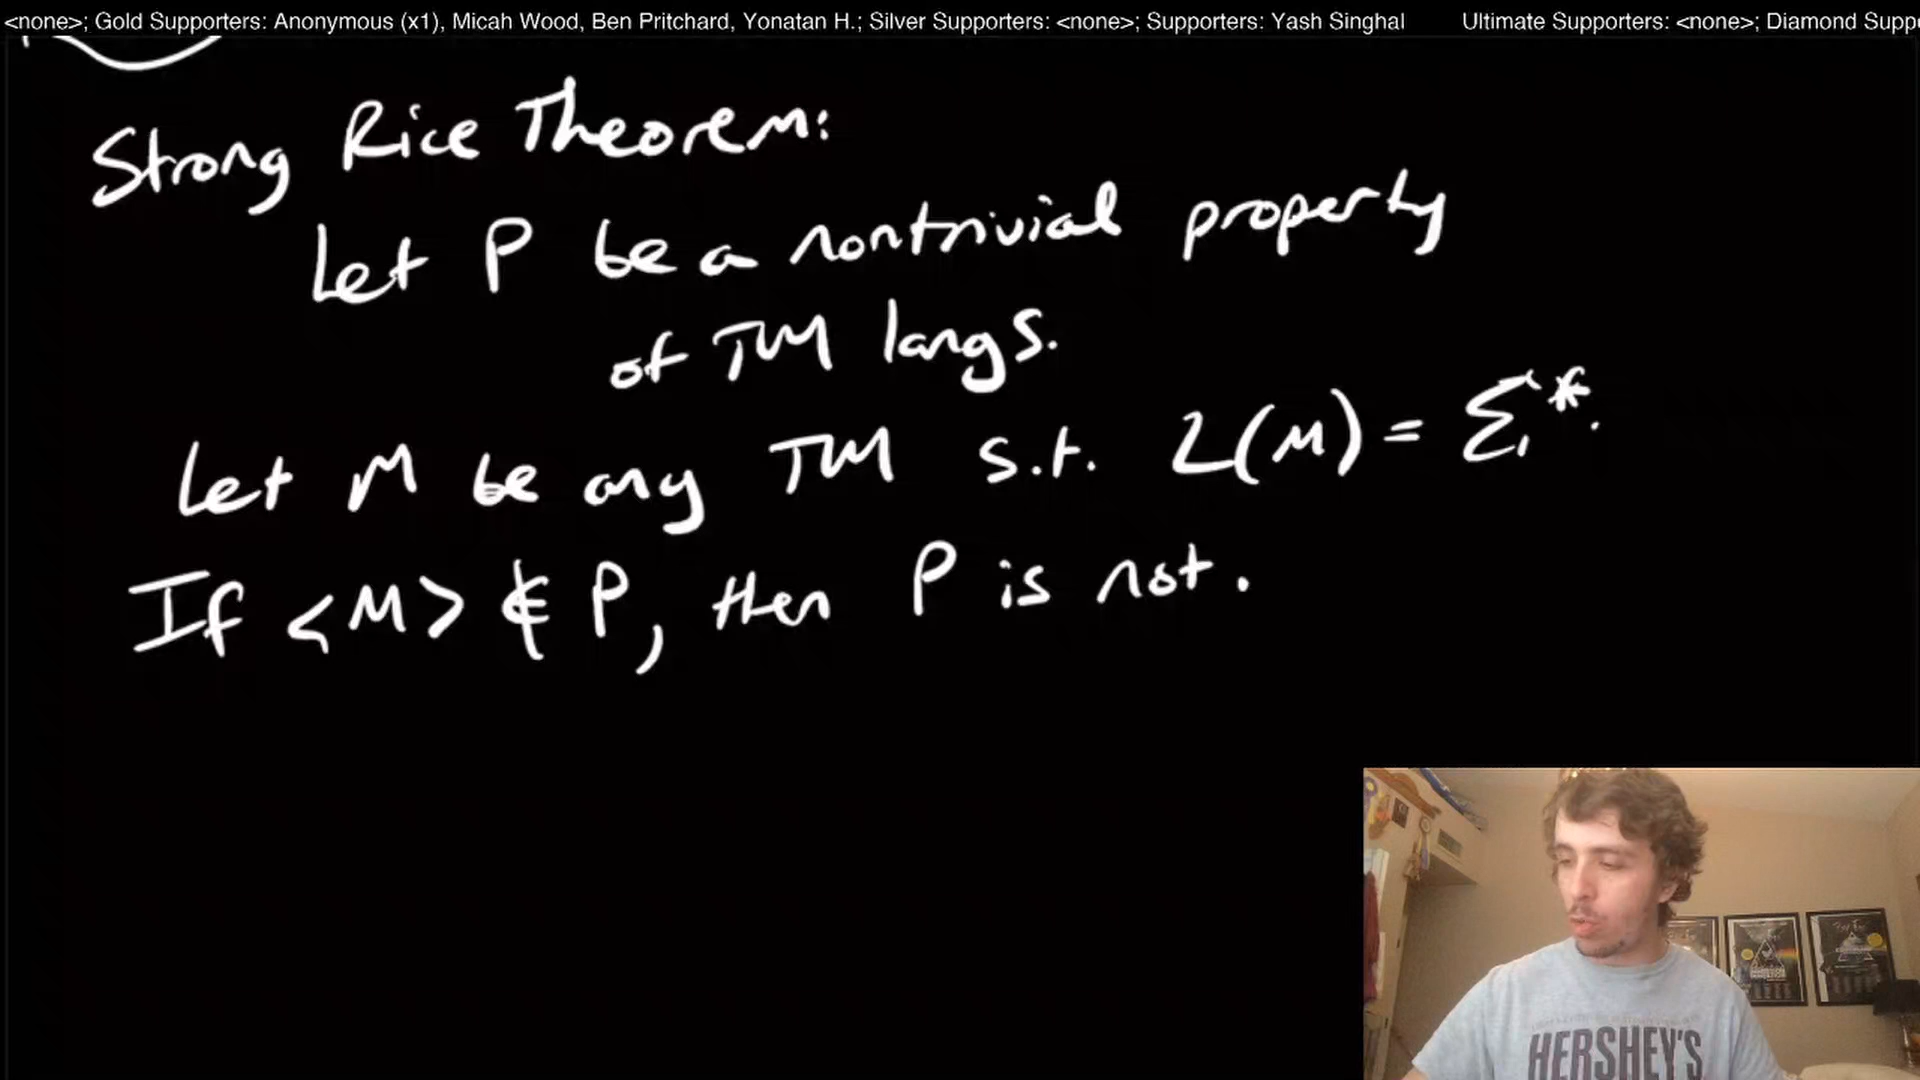 <none>; Gold Supporters: Anonymous (x1), Micah Wood, Ben Pritchard, Yonatan H.; Silver Supporters: <none>; Supporters: Yash Singhal Ultimate Supporters: <none>; Diamond Supp
Strong Rice Theorem:
Let P be a nontrivial property
of TM langs.
Let M be any TM s.t. L(M) = Σ*.
If <M> ∉ P, then P is not.
HERSHEY'S